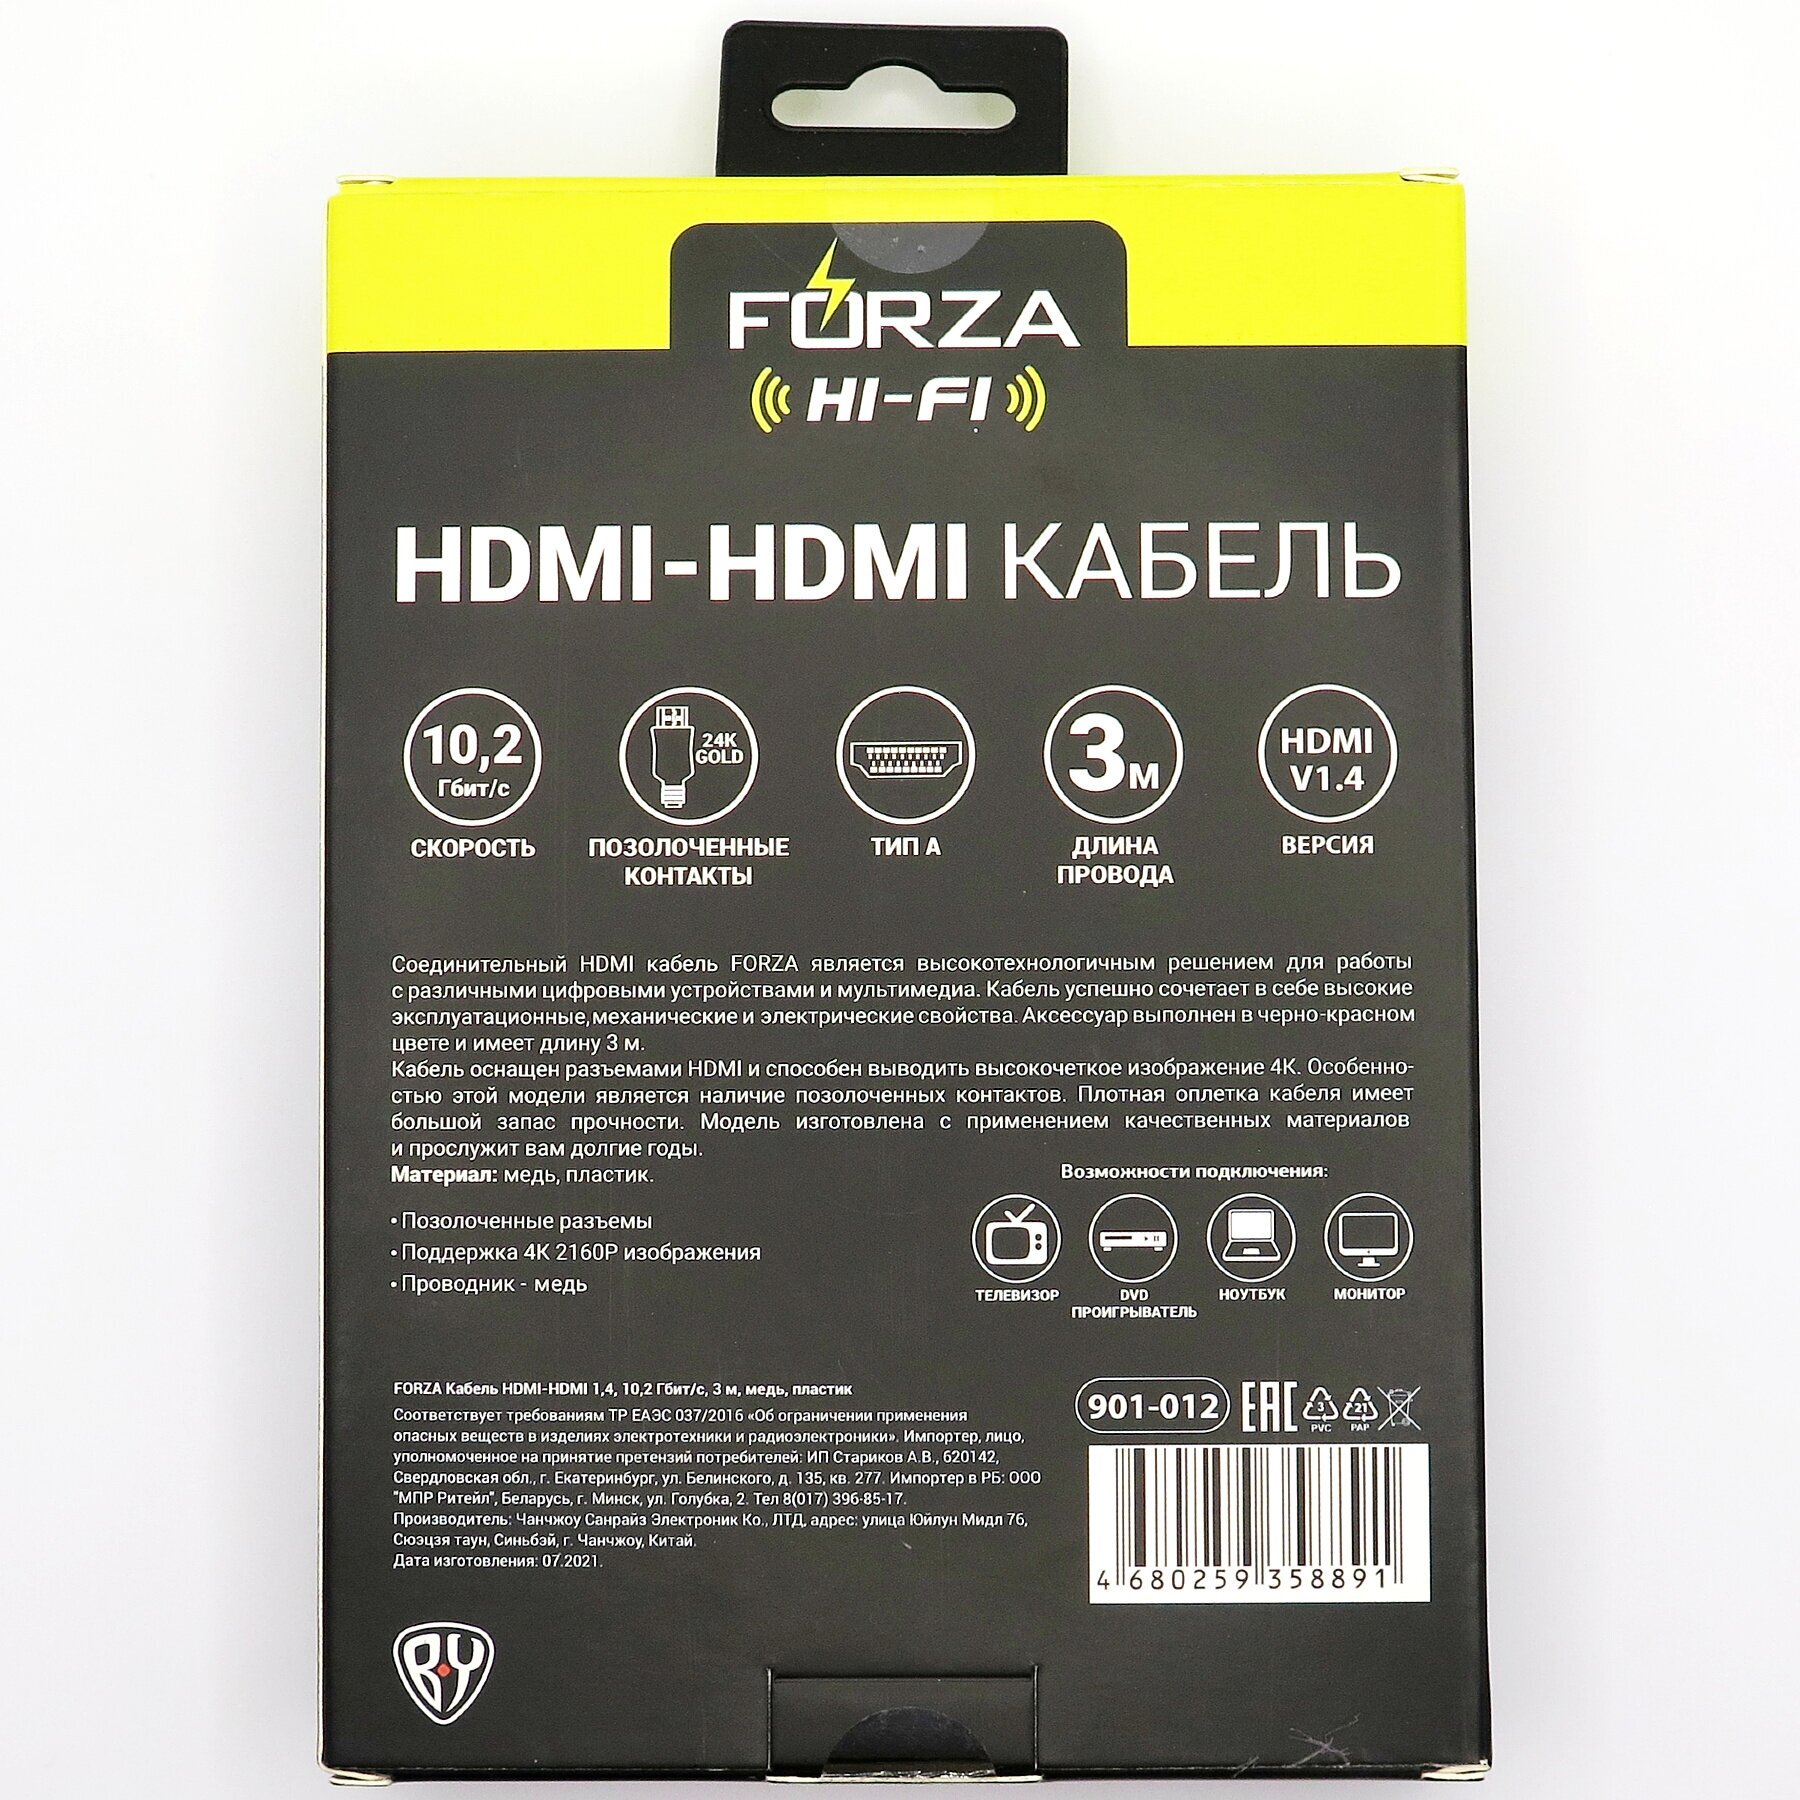 FORZA
HI-FI
HDMI-HDMI КАБЕЛЬ
10,2
Гбит/с
СКОРОСТЬ
24K
GOLD
ПОЗОЛОЧЕННЫЕ
КОНТАКТЫ
ТИП А
3м
ДЛИНА
ПРОВОДА
HDMI
V1.4
ВЕРСИЯ
Соединительный HDMI кабель FORZA является высокотехнологичным решением для работы
с различными цифровыми устройствами и мультимедиа. Кабель успешно сочетает в себе высокие
эксплуатационные, механические и электрические свойства. Аксессуар выполнен в черно-красном
цвете и имеет длину 3 м.
Кабель оснащен разъемами HDMI и способен выводить высокочеткое изображение 4K. Особенно-
стью этой модели является наличие позолоченных контактов. Плотная оплетка кабеля имеет
большой запас прочности. Модель изготовлена с применением качественных материалов
и прослужит вам долгие годы.
Материал: медь, пластик.
• Позолоченные разъемы
• Поддержка 4K 2160P изображения
• Проводник - медь
Возможности подключения:
ТЕЛЕВИЗОР
DVD
ПРОИГРЫВАТЕЛЬ
НОУТБУК
МОНИТОР
FORZA Кабель HDMI-HDMI 1,4, 10,2 Гбит/с, 3 м, медь, пластик
Соответствует требованиям ТР ЕАЭС 037/2016 «Об ограничении применения
опасных веществ в изделиях электротехники и радиоэлектроники». Импортер, лицо,
уполномоченное на принятие претензий потребителей: ИП Стариков А.В., 620142,
Свердловская обл., г. Екатеринбург, ул. Белинского, д. 135, кв. 277. Импортер в РБ: ООО
"МПР Ритейл", Беларусь, г. Минск, ул. Голубка, 2. Тел 8(017) 396-85-17.
Производитель: Чанчжоу Санрайз Электроник Ко., ЛТД, адрес: улица Юйлун Мидл 76,
Сюэцзя таун, Синьбэй, г. Чанчжоу, Китай.
Дата изготовления: 07.2021.
901-012
EAC
3
PVC
21
PAP
4 680259 358891
B·Y